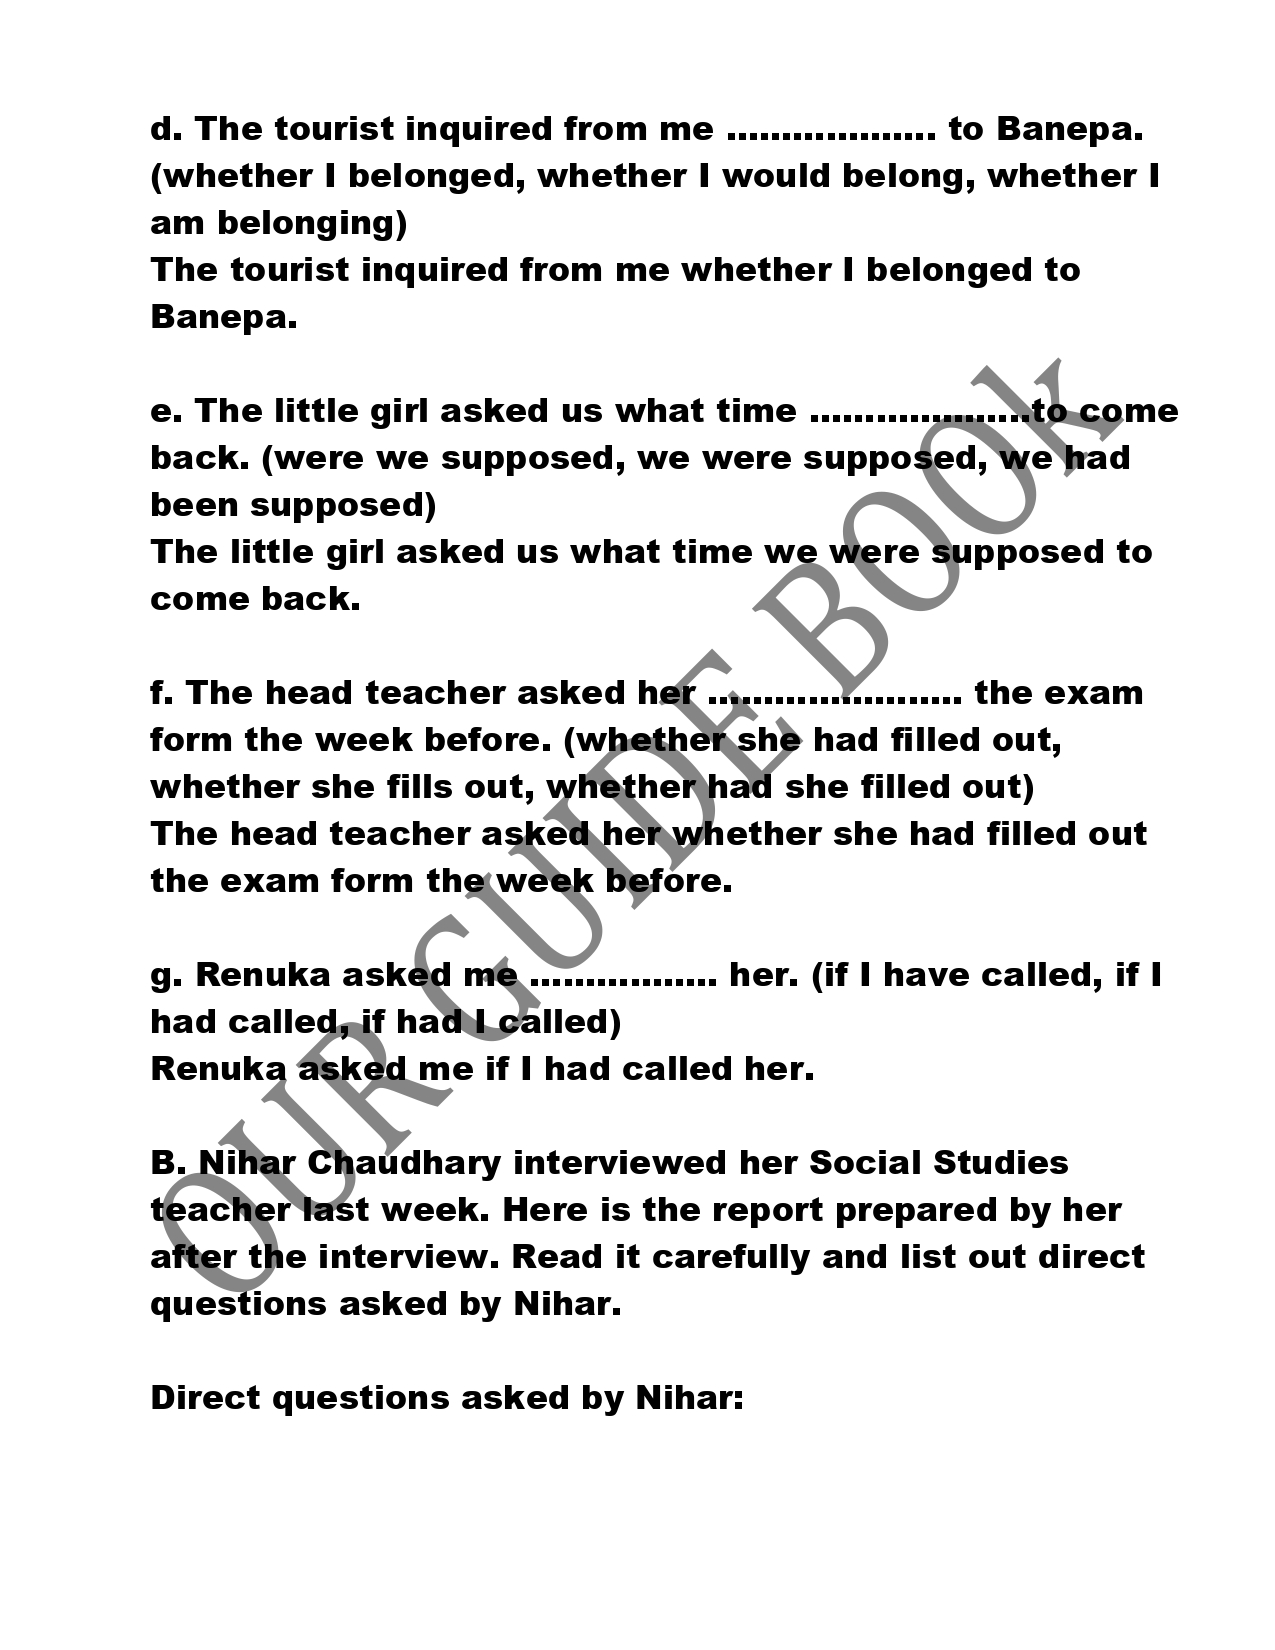 d. The tourist inquired from me ................... to Banepa.
(whether I belonged, whether I would belong, whether I
am belonging)
The tourist inquired from me whether I belonged to
Banepa.
e. The little girl asked us what time ....................to come
back. (were we supposed, we were supposed, we had
been supposed)
The little girl asked us what time we were supposed to
come back.
f. The head teacher asked her ....................... the exam
form the week before. (whether she had filled out,
whether she fills out, whether had she filled out)
The head teacher asked her whether she had filled out
the exam form the week before.
g. Renuka asked me ................. her. (if I have called, if I
had called, if had I called)
Renuka asked me if I had called her.
B. Nihar Chaudhary interviewed her Social Studies
teacher last week. Here is the report prepared by her
after the interview. Read it carefully and list out direct
questions asked by Nihar.
Direct questions asked by Nihar:
OUR GUIDE BOOk